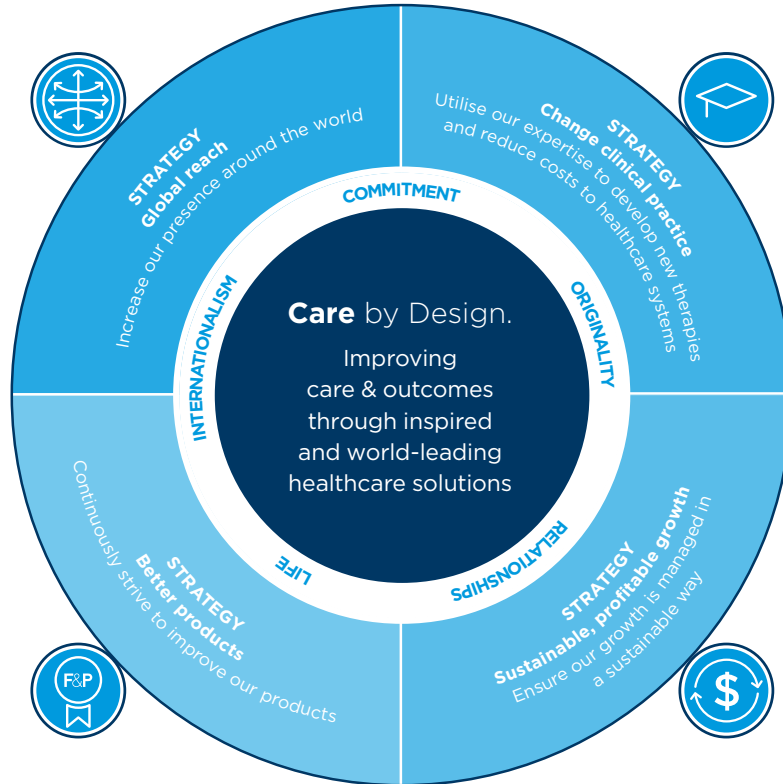 STRATEGY
Global reach
Increase our presence around the world
STRATEGY
Change clinical practice
Utilise our expertise to develop new therapies
and reduce costs to healthcare systems
COMMITMENT
ORIGINALITY
RELATIONSHIPS
LIFE
INTERNATIONALISM
Care by Design.
Improving
care & outcomes
through inspired
and world-leading
healthcare solutions
STRATEGY
Better products
Continuously strive to improve our products
STRATEGY
Sustainable, profitable growth
Ensure our growth is managed in
a sustainable way
F&P
$